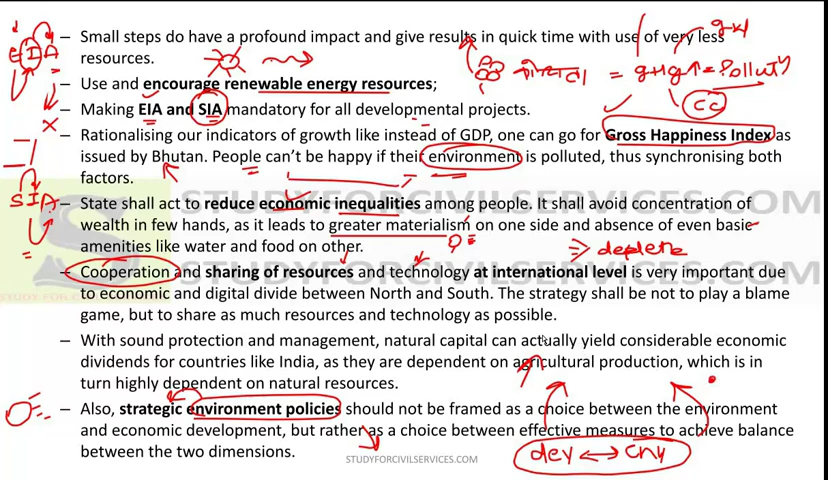 – Small steps do have a profound impact and give results in quick time with use of very less
resources.
– Use and encourage renewable energy resources;
– Making EIA and SIA mandatory for all developmental projects.
– Rationalising our indicators of growth like instead of GDP, one can go for Gross Happiness Index as
issued by Bhutan. People can't be happy if their environment is polluted, thus synchronising both
factors.
– State shall act to reduce economic inequalities among people. It shall avoid concentration of
wealth in few hands, as it leads to greater materialism on one side and absence of even basic
amenities like water and food on other.
– Cooperation and sharing of resources and technology at international level is very important due
to economic and digital divide between North and South. The strategy shall be not to play a blame
game, but to share as much resources and technology as possible.
– With sound protection and management, natural capital can actually yield considerable economic
dividends for countries like India, as they are dependent on agricultural production, which is in
turn highly dependent on natural resources.
– Also, strategic environment policies should not be framed as a choice between the environment
and economic development, but rather as a choice between effective measures to achieve balance
between the two dimensions.
EIA
CC
SIA
⇒ deplete
dev ↔ env
STUDYFORCIVILSERVICES.COM
STUDYFORCIVILSERVICES.COM
STUDYFORCIVILSERVICES.COM